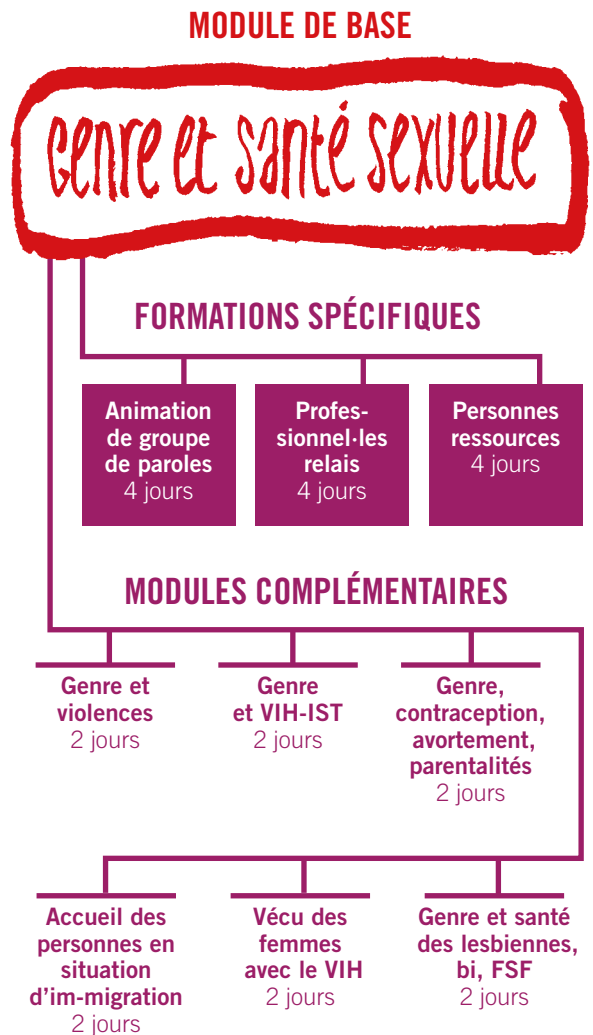 MODULE DE BASE
Genre et santé sexuelle
FORMATIONS SPÉCIFIQUES
Animation
de groupe
de paroles
4 jours
Profes-
sionnel·les
relais
4 jours
Personnes
ressources
4 jours
MODULES COMPLÉMENTAIRES
Genre et
violences
2 jours
Genre
et VIH-IST
2 jours
Genre,
contraception,
avortement,
parentalités
2 jours
Accueil des
personnes en
situation
d'im-migration
2 jours
Vécu des
femmes
avec le VIH
2 jours
Genre et santé
des lesbiennes,
bi, FSF
2 jours